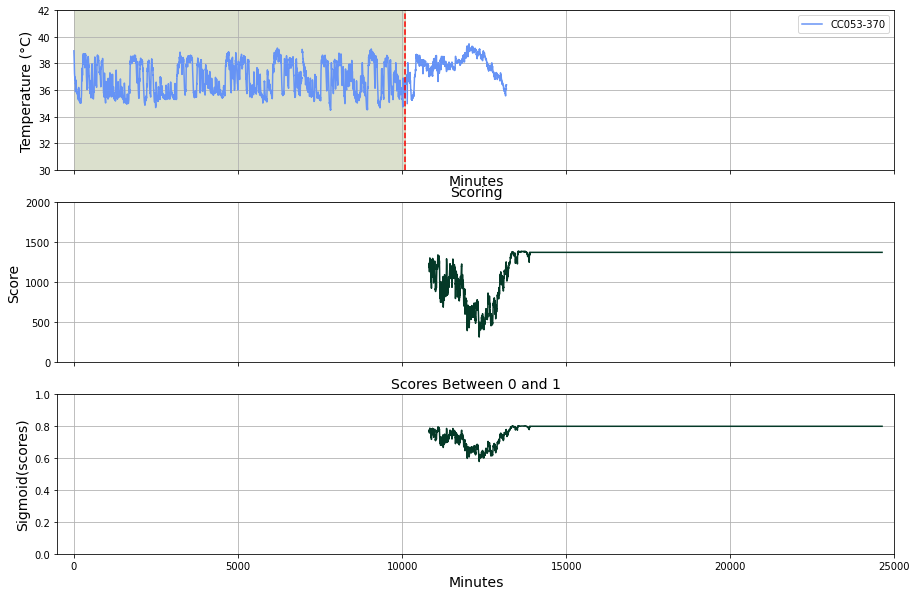 42
40
38
36
34
32
30
Temperature (°C)
CC053-370
Minutes
Scoring
2000
1500
1000
500
0
Score
Scores Between 0 and 1
1.0
0.8
0.6
0.4
0.2
0.0
Sigmoid(scores)
0 5000 10000 15000 20000 25000
Minutes